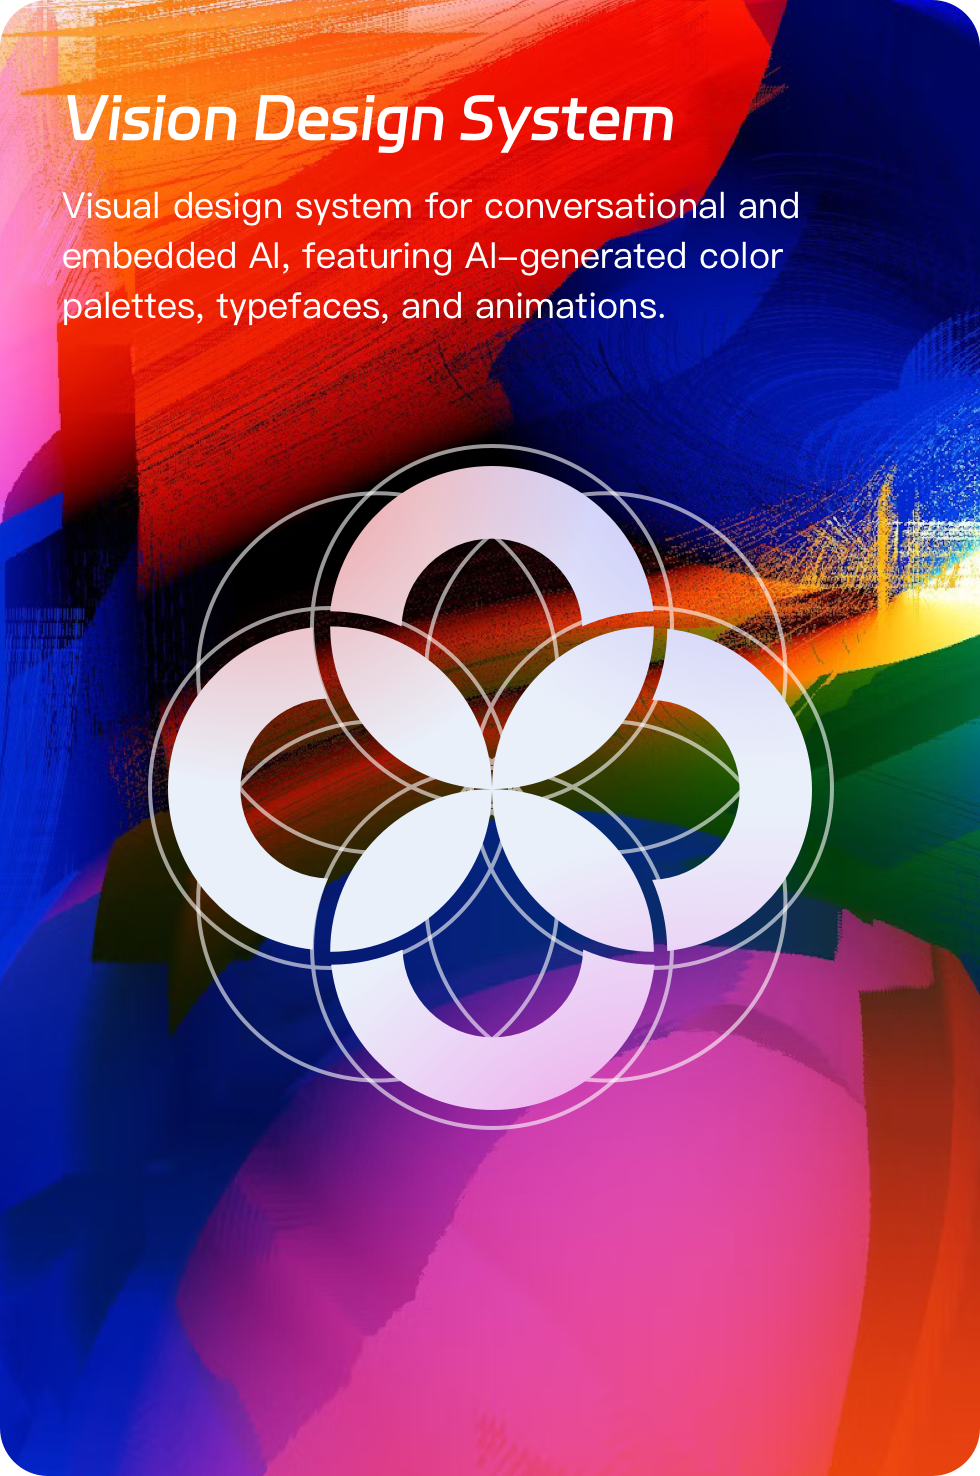 Vision Design System
Visual design system for conversational and
embedded AI, featuring AI–generated color
palettes, typefaces, and animations.